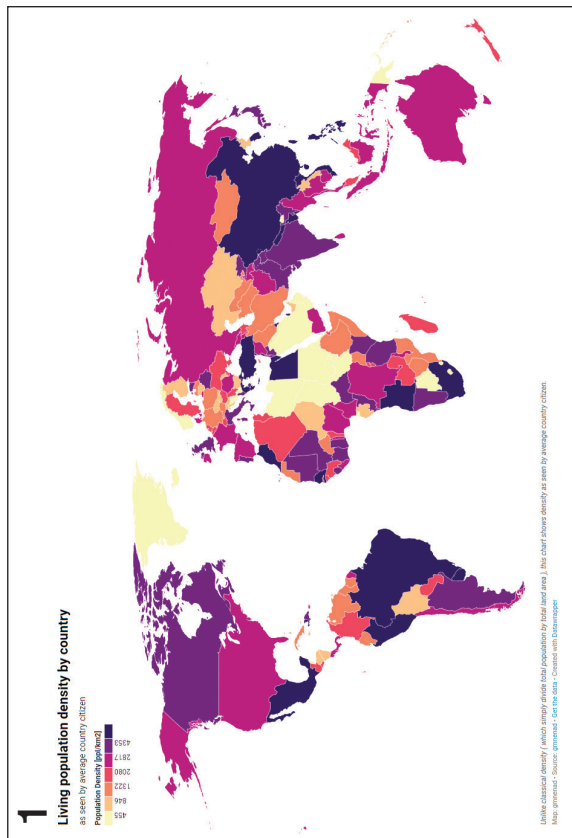 1
Living population density by country
as seen by average country citizen
Population Density [ppl/km2]
455 846 1322 2080 2817 4353
Unlike classical density ( which simply divide total population by total land area ), this chart shows density as seen by average country citizen.
Map: gmnenad • Source: gmnenad • Get the data • Created with Datawrapper